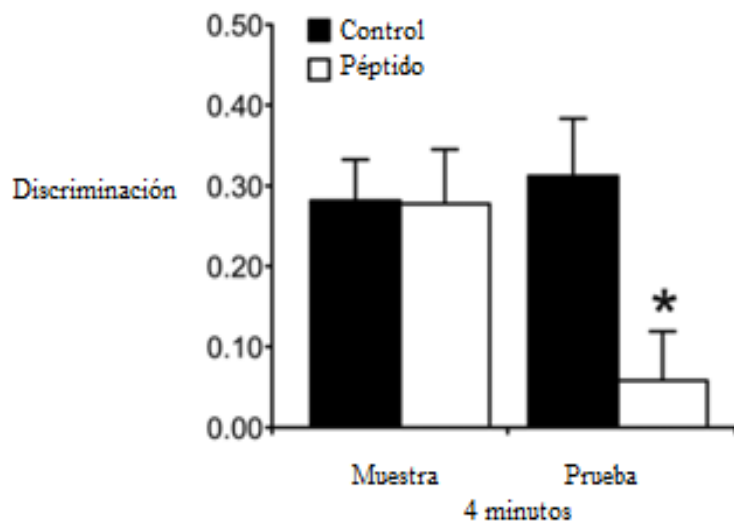 0.50
Control
Péptido
0.40
0.30
Discriminación
0.20
*
0.10
0.00
Muestra
Prueba
4 minutos